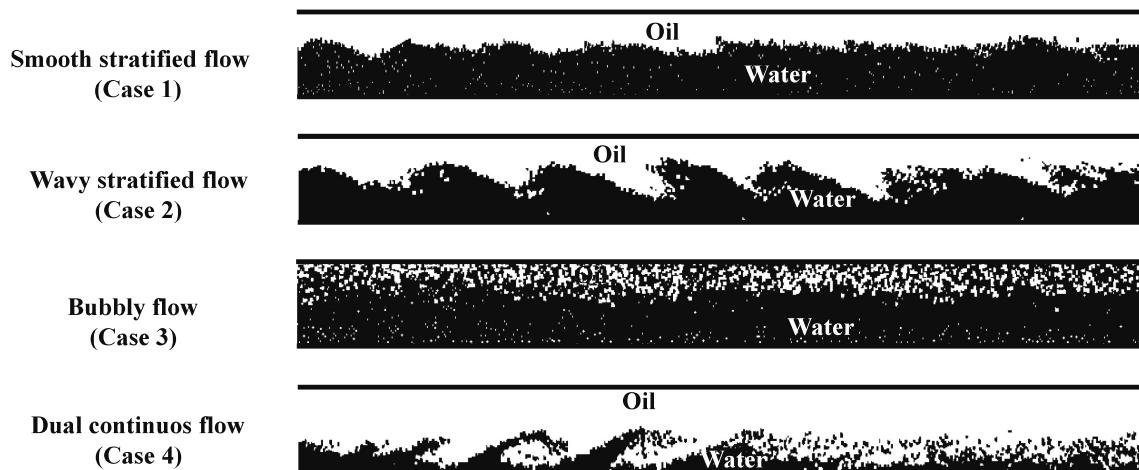 Oil
Smooth stratified flow
(Case 1)
Water
Oil
Wavy stratified flow
(Case 2)
Water
Bubbly flow
(Case 3)
Water
Oil
Dual continuos flow
(Case 4)
Water